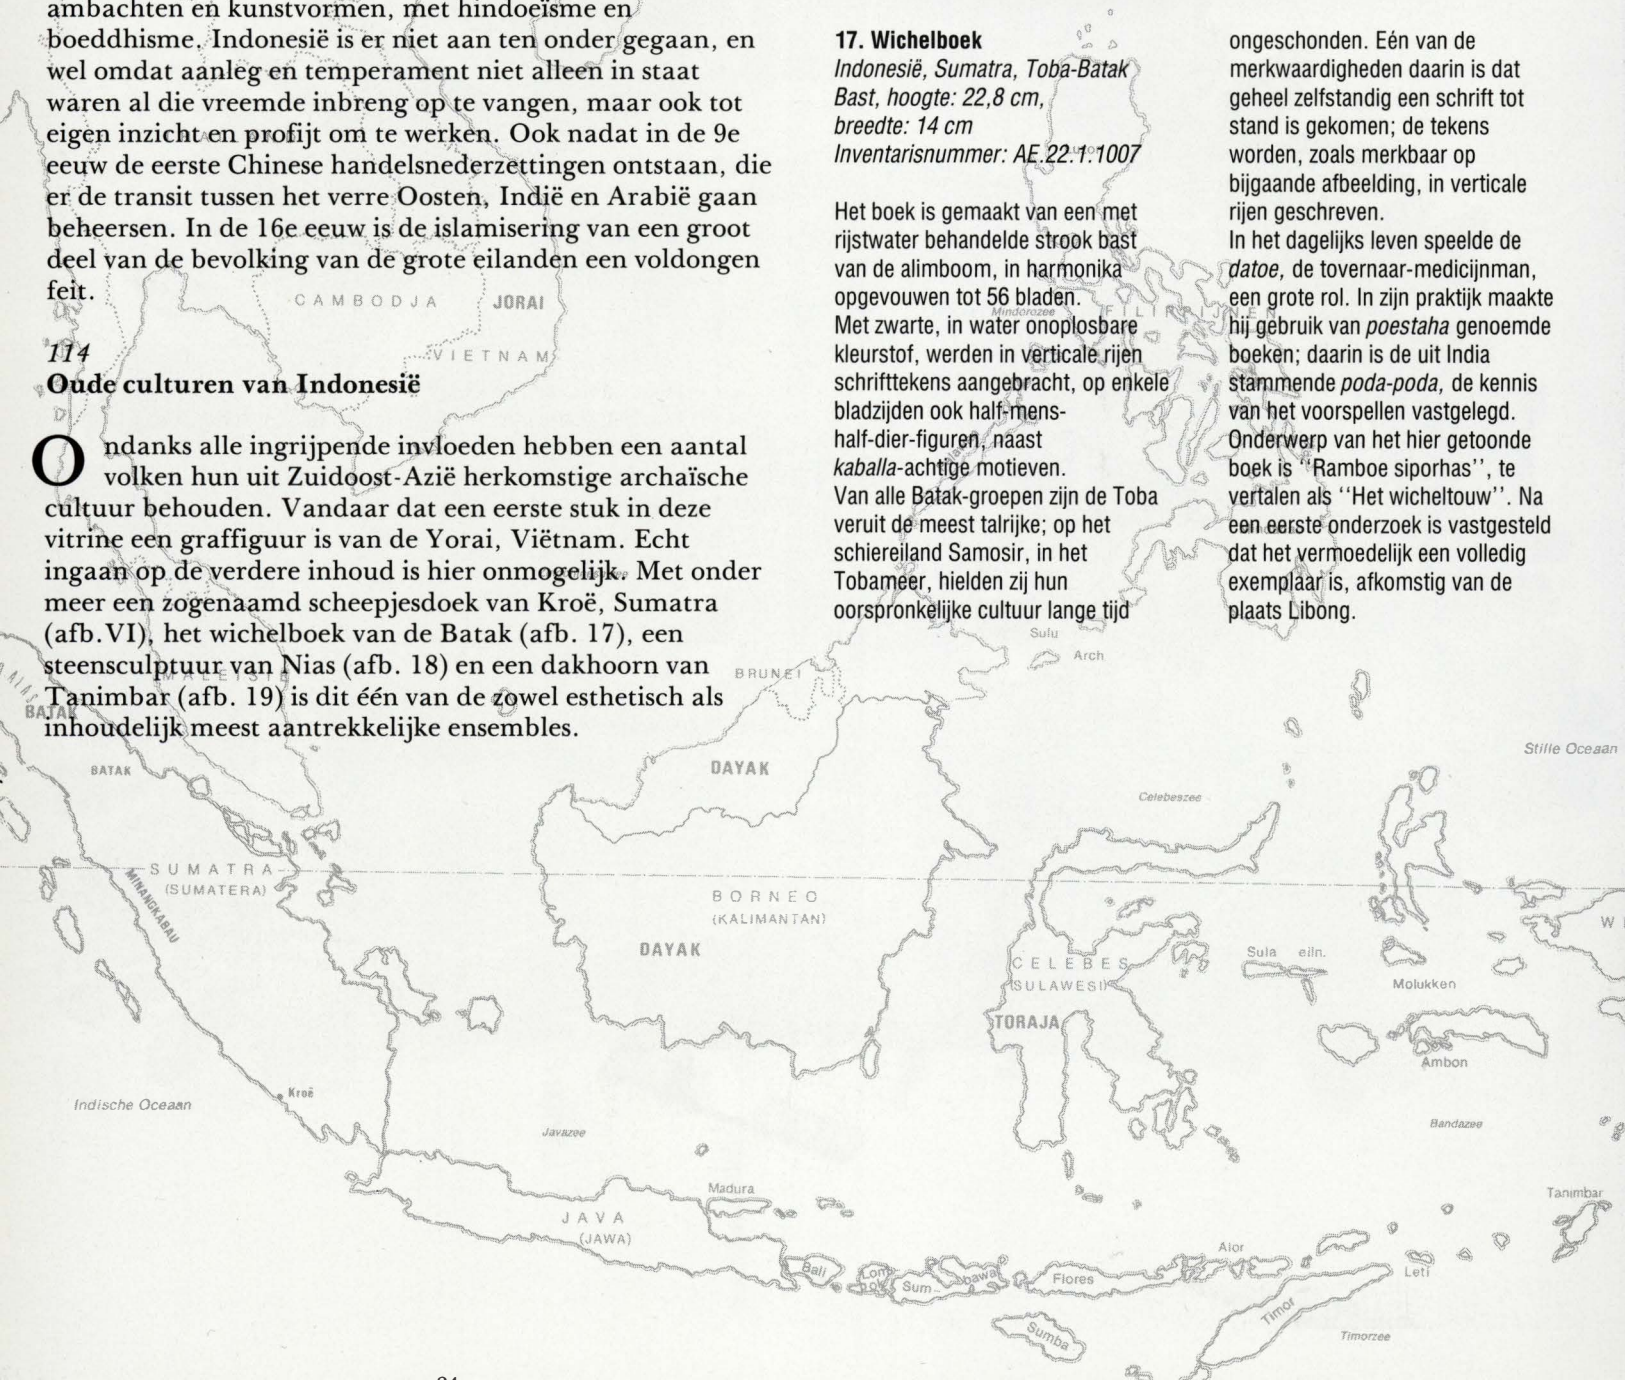 ambachten en kunstvormen, met hindoeïsme en
boeddhisme. Indonesië is er niet aan ten onder gegaan, en
wel omdat aanleg en temperament niet alleen in staat
waren al die vreemde inbreng op te vangen, maar ook tot
eigen inzicht en profijt om te werken. Ook nadat in de 9e
eeuw de eerste Chinese handelsnederzettingen ontstaan, die
er de transit tussen het verre Oosten, Indië en Arabië gaan
beheersen. In de 16e eeuw is de islamisering van een groot
deel van de bevolking van de grote eilanden een voldongen
feit.
114
Oude culturen van Indonesië
Ondanks alle ingrijpende invloeden hebben een aantal
volken hun uit Zuidoost-Azië herkomstige archaïsche
cultuur behouden. Vandaar dat een eerste stuk in deze
vitrine een graffiguur is van de Yorai, Viëtnam. Echt
ingaan op de verdere inhoud is hier onmogelijk. Met onder
meer een zogenaamd scheepjesdoek van Kroë, Sumatra
(afb.VI), het wichelboek van de Batak (afb. 17), een
steensculptuur van Nias (afb. 18) en een dakhoorn van
Tanimbar (afb. 19) is dit één van de zowel esthetisch als
inhoudelijk meest aantrekkelijke ensembles.
17. Wichelboek
Indonesië, Sumatra, Toba-Batak
Bast, hoogte: 22,8 cm,
breedte: 14 cm
Inventarisnummer: AE.22.1.1007
Het boek is gemaakt van een met
rijstwater behandelde strook bast
van de alimboom, in harmonika
opgevouwen tot 56 bladen.
Met zwarte, in water onoplosbare
kleurstof, werden in verticale rijen
schrifttekens aangebracht, op enkele
bladzijden ook half-mens-
half-dier-figuren, naast
kaballa-achtige motieven.
Van alle Batak-groepen zijn de Toba
veruit de meest talrijke; op het
schiereiland Samosir, in het
Tobameer, hielden zij hun
oorspronkelijke cultuur lange tijd
ongeschonden. Eén van de
merkwaardigheden daarin is dat
geheel zelfstandig een schrift tot
stand is gekomen; de tekens
worden, zoals merkbaar op
bijgaande afbeelding, in verticale
rijen geschreven.
In het dagelijks leven speelde de
datoe, de tovernaar-medicijnman,
een grote rol. In zijn praktijk maakte
hij gebruik van poestaha genoemde
boeken; daarin is de uit India
stammende poda-poda, de kennis
van het voorspellen vastgelegd.
Onderwerp van het hier getoonde
boek is ''Ramboe siporhas'', te
vertalen als ''Het wicheltouw''. Na
een eerste onderzoek is vastgesteld
dat het vermoedelijk een volledig
exemplaar is, afkomstig van de
plaats Libong.
CAMBODJA
JORAI
VIETNAM
Mindorozee
FILIPPIJNEN
Sulu
Arch
MALEISIE
BRUNEI
BATAK
BATAK
DAYAK
Stille Oceaan
Celebeszee
SUMATRA
(SUMATERA)
MINANGKABAU
BORNEO
(KALIMANTAN)
DAYAK
CELEBES
(SULAWESI)
TORAJA
Sula eiln.
Molukken
Ambon
Kroë
Indische Oceaan
Javazee
Bandazee
Madura
JAVA
(JAWA)
Tanimbar
Bali
Lombok
Sum-
bawa
Flores
Alor
Leti
Timor
Sumba
Timorzee